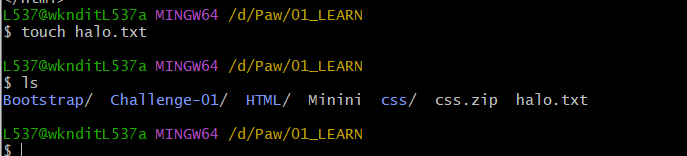 </html>
L537@wknditL537a MINGW64 /d/Paw/01_LEARN
$ touch halo.txt
L537@wknditL537a MINGW64 /d/Paw/01_LEARN
$ ls
Bootstrap/  Challenge-01/  HTML/  Minini  css/  css.zip  halo.txt
L537@wknditL537a MINGW64 /d/Paw/01_LEARN
$